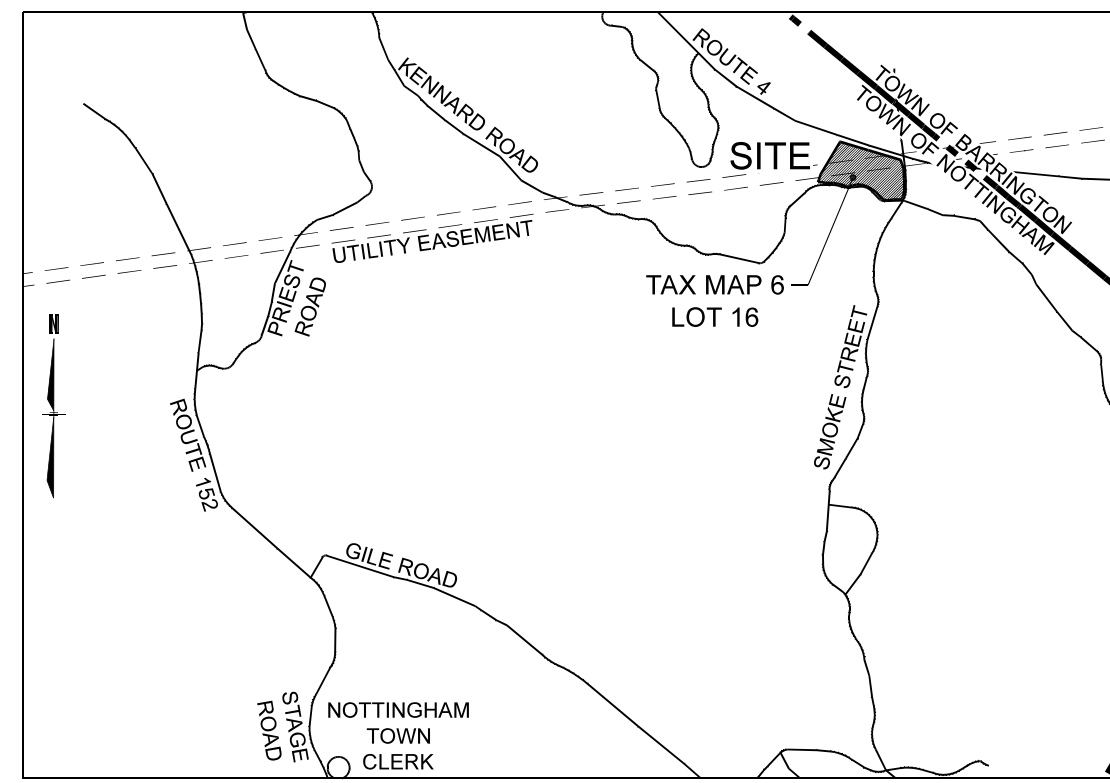 ROUTE 4
KENNARD ROAD
TOWN OF BARRINGTON
TOWN OF NOTTINGHAM
SITE
UTILITY EASEMENT
PRIEST
ROAD
TAX MAP 6
LOT 16
N
SMOKE STREET
ROUTE 152
GILE ROAD
STAGE
ROAD
NOTTINGHAM
TOWN
CLERK